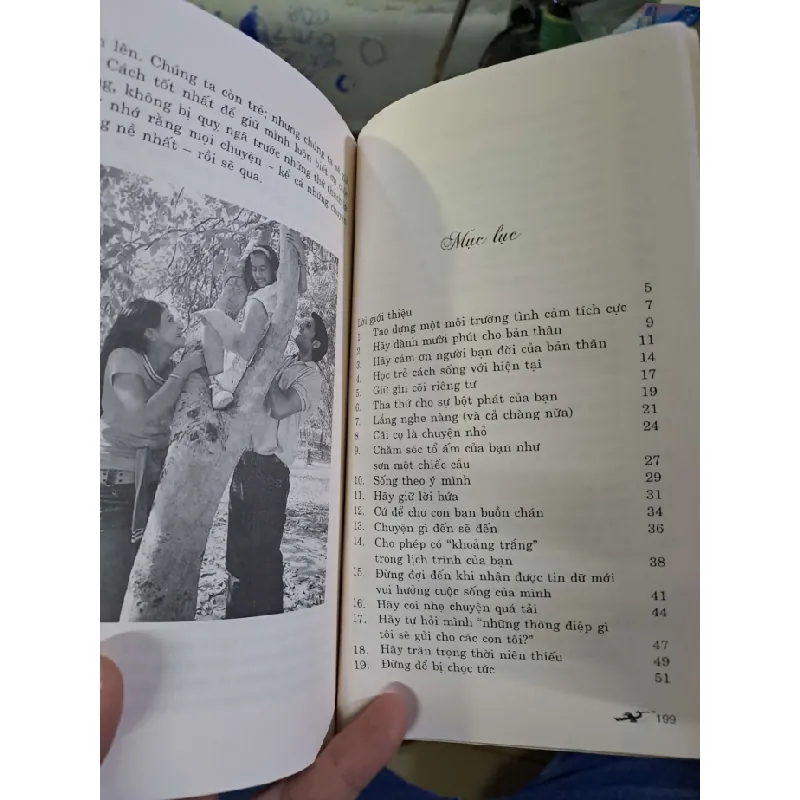 lên. Chúng ta còn trẻ; nhưng chúng ta sẽ
Cách tốt nhất để giữ mình luôn biết ơn
không bị quỵ ngã trước những thử thách
nhớ rằng mọi chuyện - kể cả những chuyện
nề nhất – rồi sẽ qua.
Mục lục
Lời giới thiệu 5
1. Tạo dựng một môi trường tình cảm tích cực 7
2. Hãy dành mười phút cho bản thân 9
3. Hãy cảm ơn người bạn đời của bản thân 11
4. Học trẻ cách sống với hiện tại 14
5. Giữ gìn cõi riêng tư 17
6. Tha thứ cho sự bột phát của bạn 19
7. Lắng nghe nàng (và cả chàng nữa) 21
8. Cãi cọ là chuyện nhỏ 24
9. Chăm sóc tổ ấm của bạn như
sơn một chiếc cầu 27
10. Sống theo ý mình 29
11. Hãy giữ lời hứa 31
12. Cứ để cho con bạn buồn chán 34
13. Chuyện gì đến sẽ đến 36
14. Cho phép có “khoảng trắng”
trong lịch trình của bạn 38
15. Đừng đợi đến khi nhận được tin dữ mới
vui hưởng cuộc sống của mình 41
16. Hãy coi nhẹ chuyện quá tải 44
17. Hãy tự hỏi mình “những thông điệp gì
tôi sẽ gửi cho các con tôi?” 47
18. Hãy trân trọng thời niên thiếu 49
19. Đừng để bị chọc tức 51
199